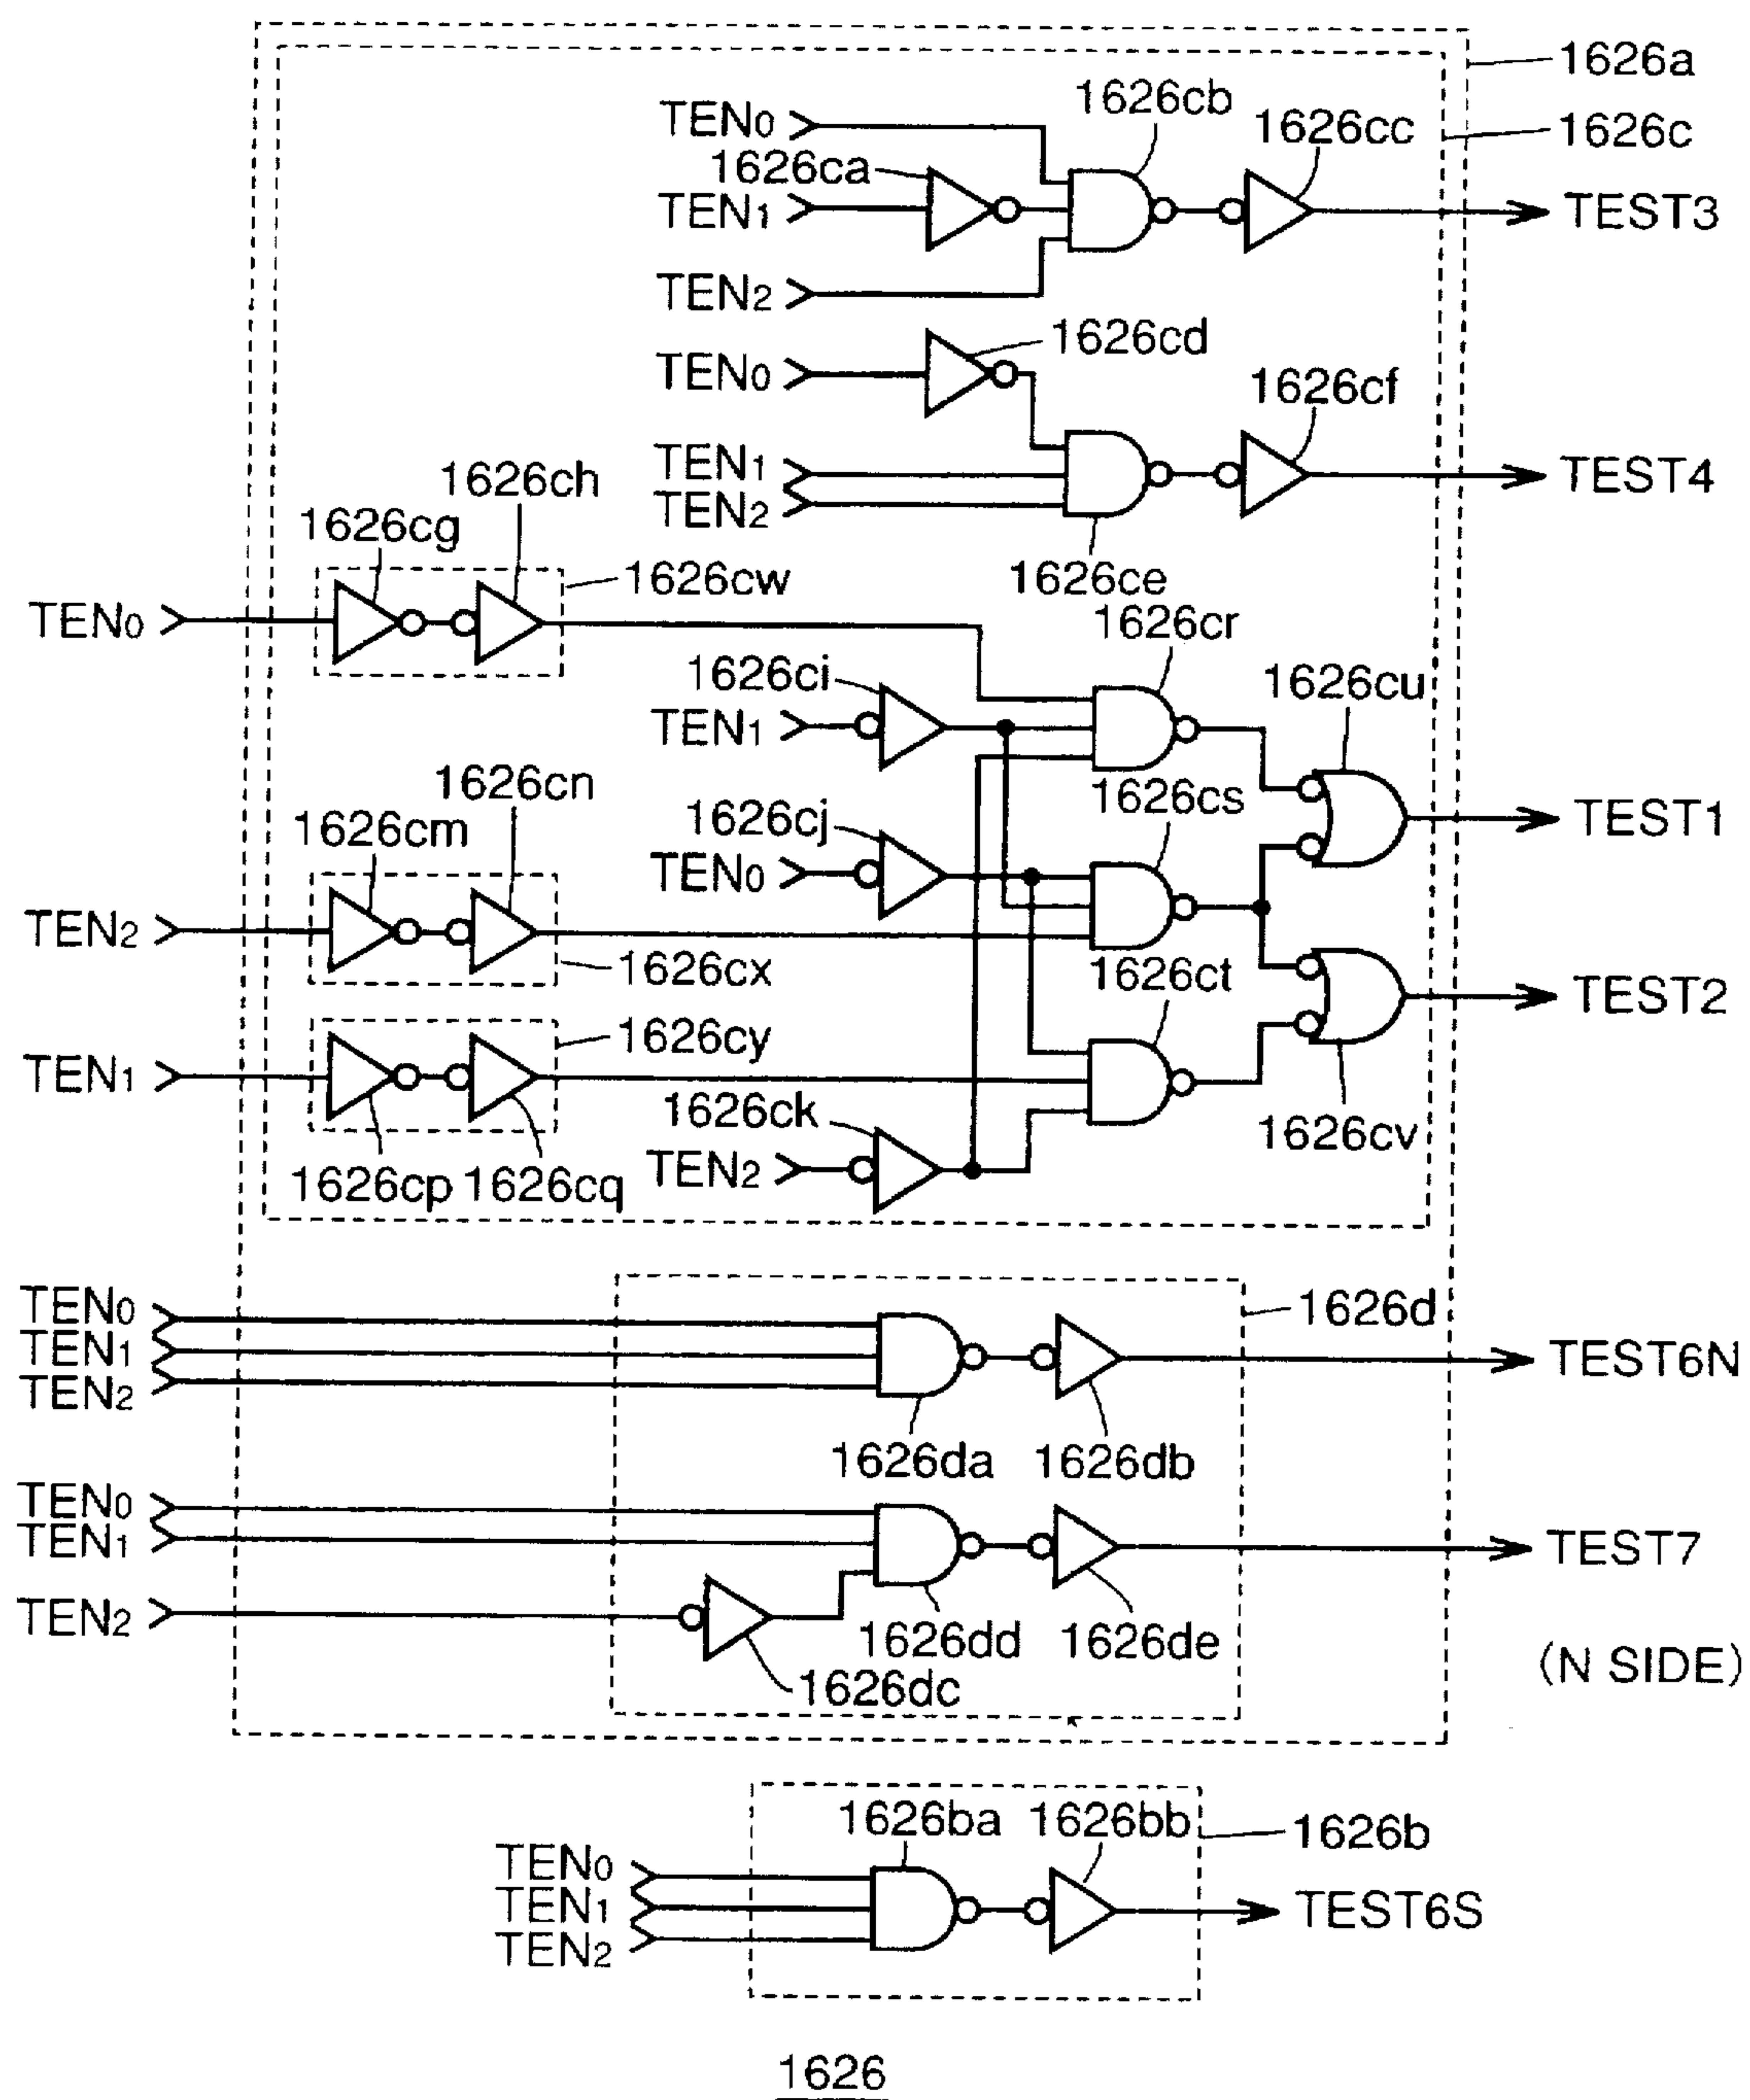 1626a
1626cb
TEN0
1626cc
1626c
1626ca
TEN1
TEST3
TEN2
1626cd
TEN0
1626cf
TEN1
1626ch
TEST4
TEN2
1626cg
1626cw
1626ce
TEN0
1626cr
1626ci
1626cu
TEN1
1626cn
1626cs
1626cm
1626cj
TEST1
TEN0
TEN2
1626cx
1626ct
TEST2
1626cy
TEN1
1626ck
1626cv
TEN2
1626cp 1626cq
TEN0
1626d
TEN1
TEST6N
TEN2
1626da 1626db
TEN0
TEN1
TEST7
TEN2
1626dd 1626de
(N SIDE)
1626dc
1626ba 1626bb
1626b
TEN0
TEN1
TEST6S
TEN2
1626